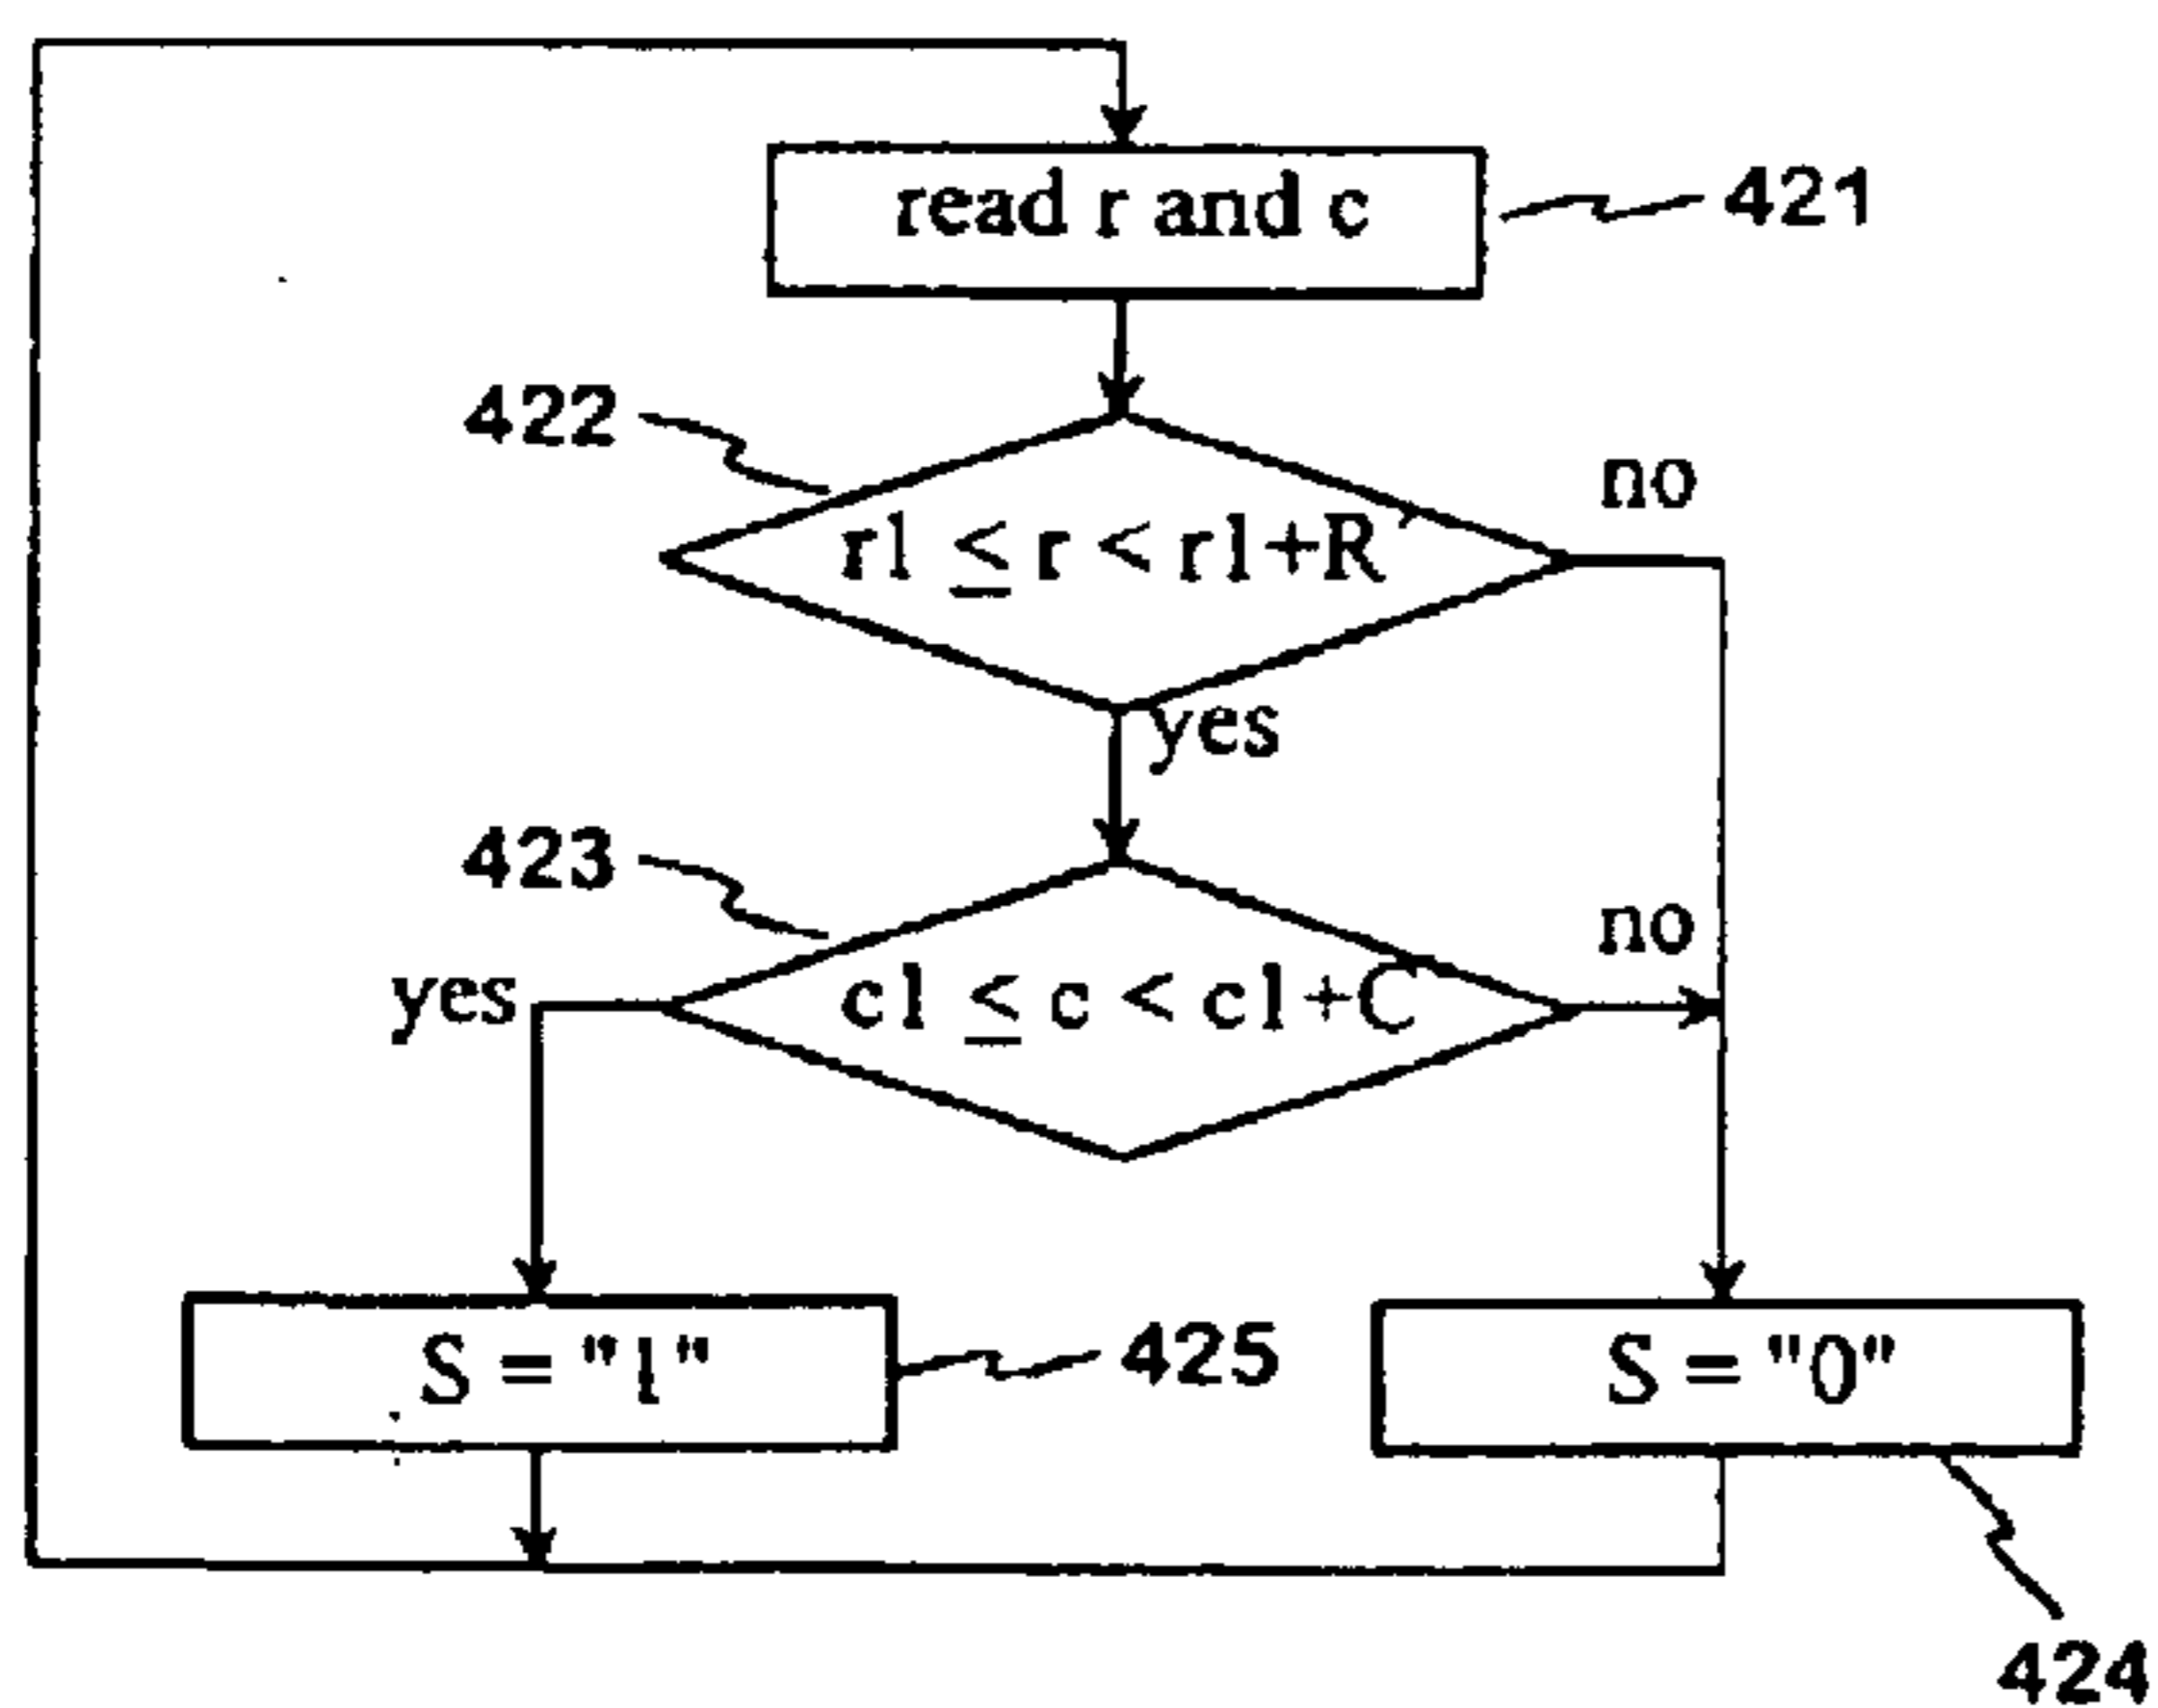 read r and c
421
422
r1 ≤ r < r1+R'
no
yes
423
c1 ≤ c < c1+C'
no
yes
S = "1"
425
S = "0"
424